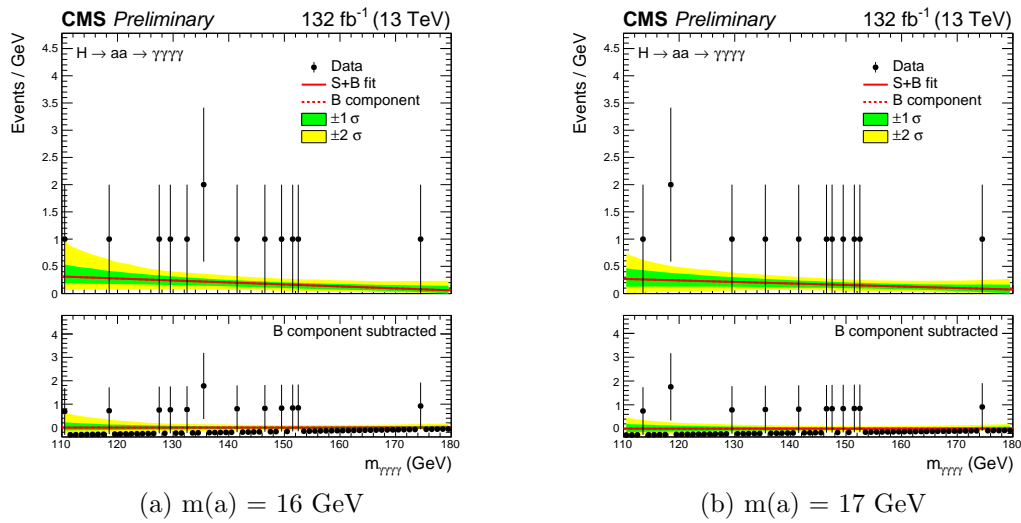 CMS Preliminary 132 fb⁻¹ (13 TeV)
H → aa → γγγγ
Data
S+B fit
B component
±1 σ
±2 σ
Events / GeV
4.5
4
3.5
3
2.5
2
1.5
1
0.5
0
B component subtracted
4
3
2
1
0
110 120 130 140 150 160 170 180
mγγγγ (GeV)
(a) m(a) = 16 GeV
CMS Preliminary 132 fb⁻¹ (13 TeV)
H → aa → γγγγ
Data
S+B fit
B component
±1 σ
±2 σ
Events / GeV
4.5
4
3.5
3
2.5
2
1.5
1
0.5
0
B component subtracted
4
3
2
1
0
110 120 130 140 150 160 170 180
mγγγγ (GeV)
(b) m(a) = 17 GeV